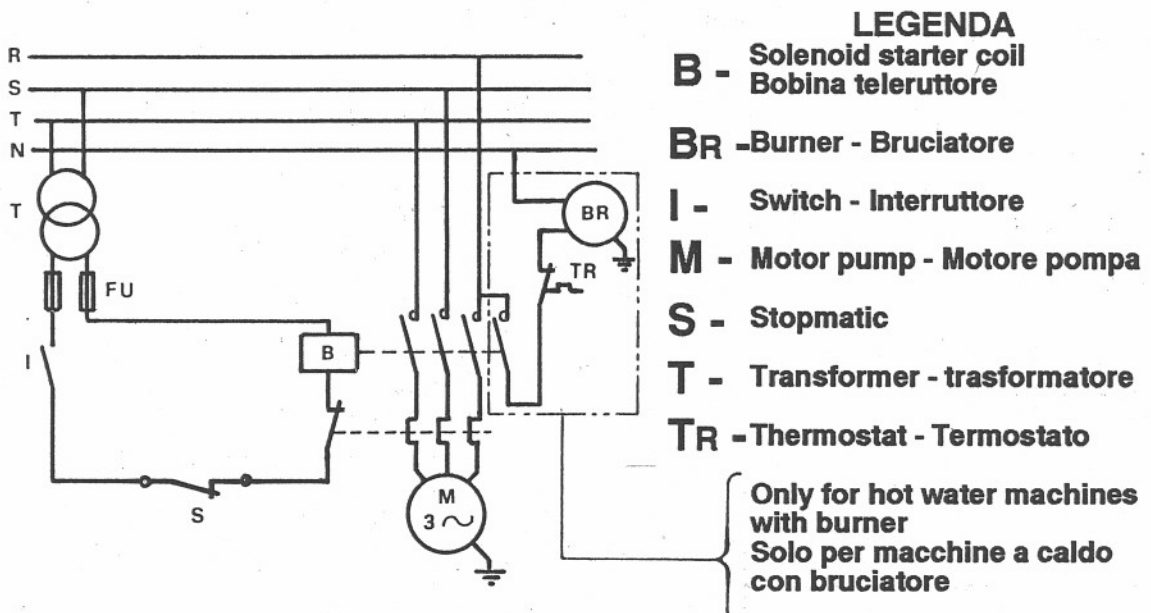 LEGENDA
B - Solenoid starter coil
Bobina teleruttore
BR - Burner - Bruciatore
I - Switch - Interruttore
M - Motor pump - Motore pompa
S - Stopmatic
T - Transformer - trasformatore
TR - Thermostat - Termostato
Only for hot water machines
with burner
Solo per macchine a caldo
con bruciatore
R
S
T
N
T
FU
I
B
S
M
3 ~
BR
TR